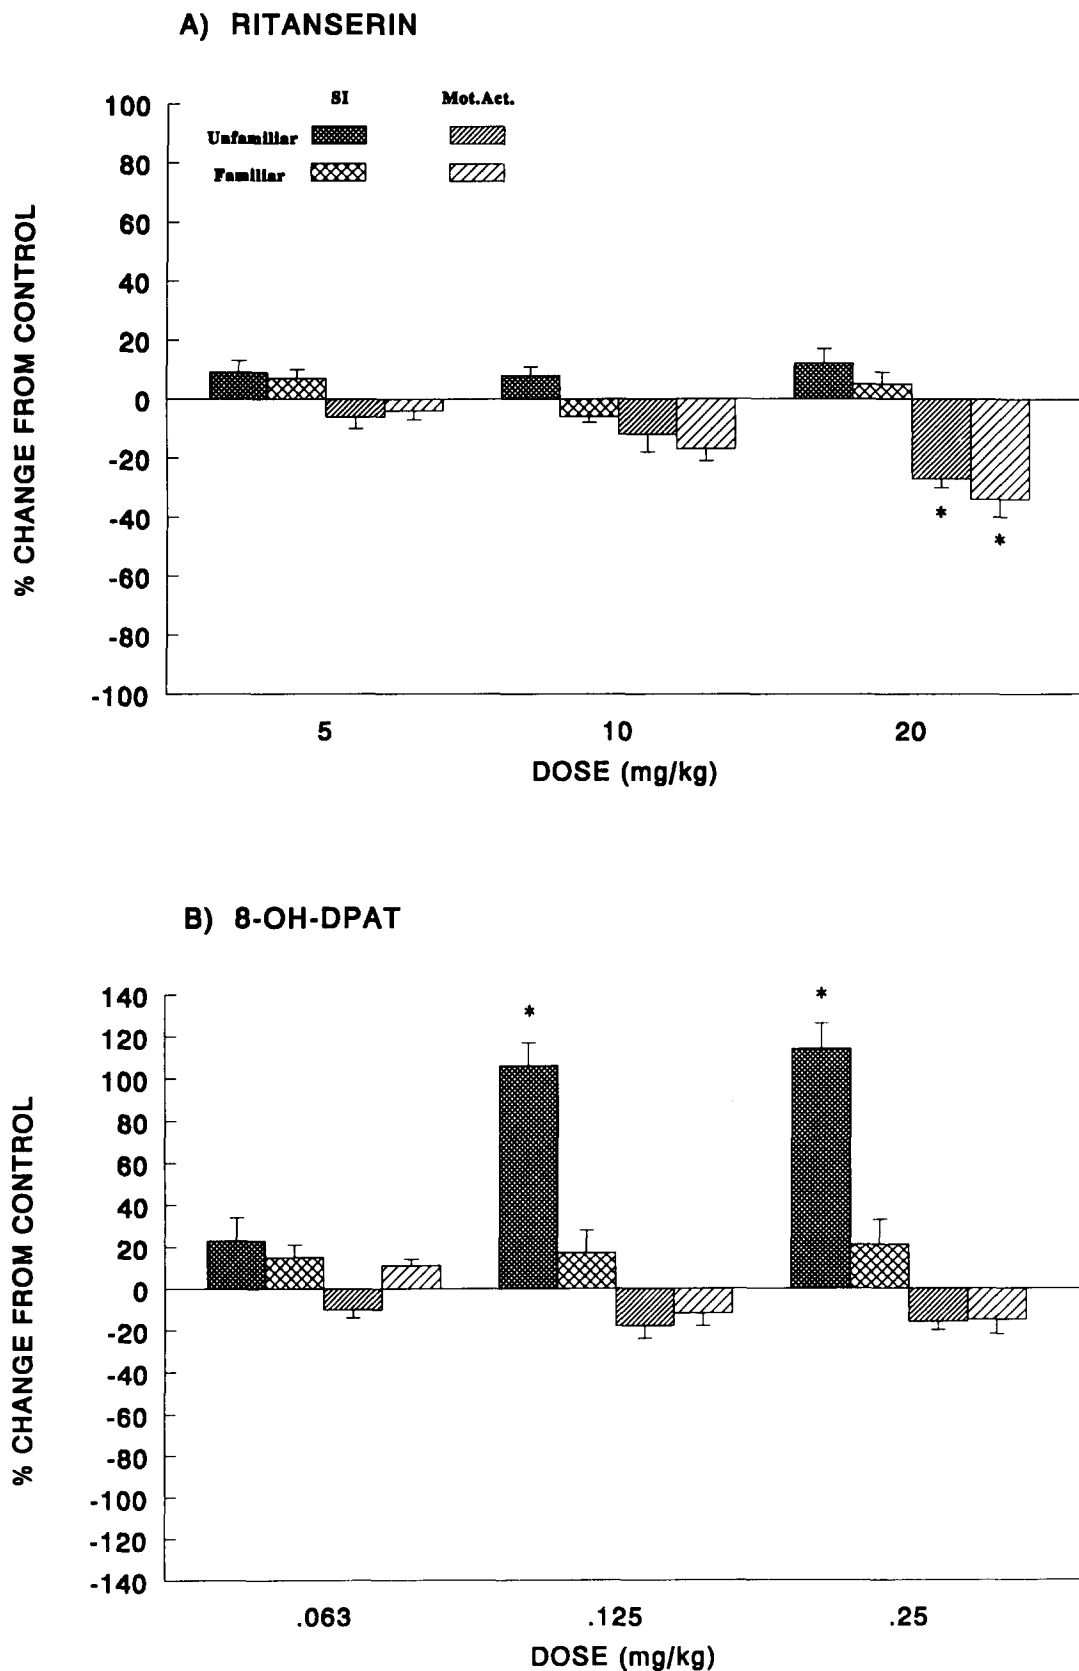 A) RITANSERIN
SI Mot.Act.
Unfamiliar
Familiar
% CHANGE FROM CONTROL
100
80
60
40
20
0
-20
-40
-60
-80
-100
*
*
5 10 20
DOSE (mg/kg)
B) 8-OH-DPAT
% CHANGE FROM CONTROL
140
120
100
80
60
40
20
0
-20
-40
-60
-80
-100
-120
-140
*
*
.063 .125 .25
DOSE (mg/kg)